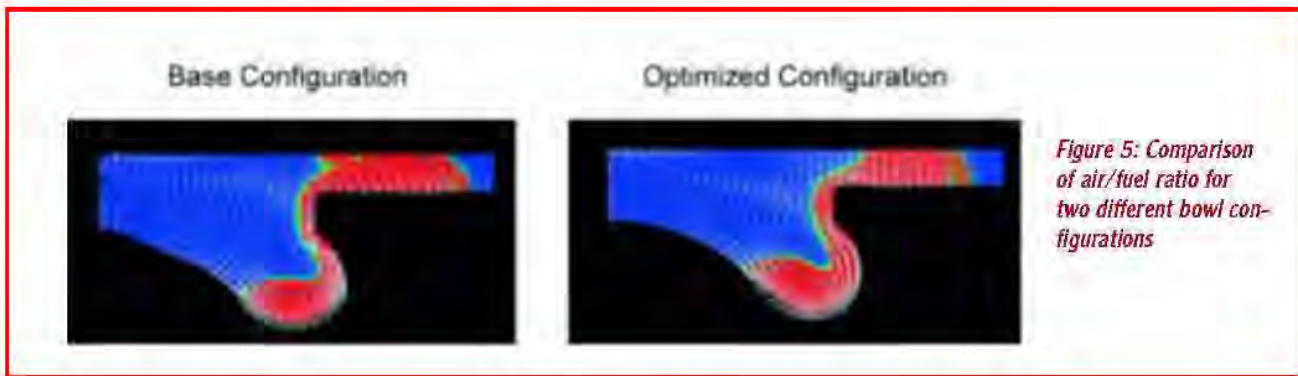 Base Configuration
Optimized Configuration
Figure 5: Comparison
of air/fuel ratio for
two different bowl con-
figurations